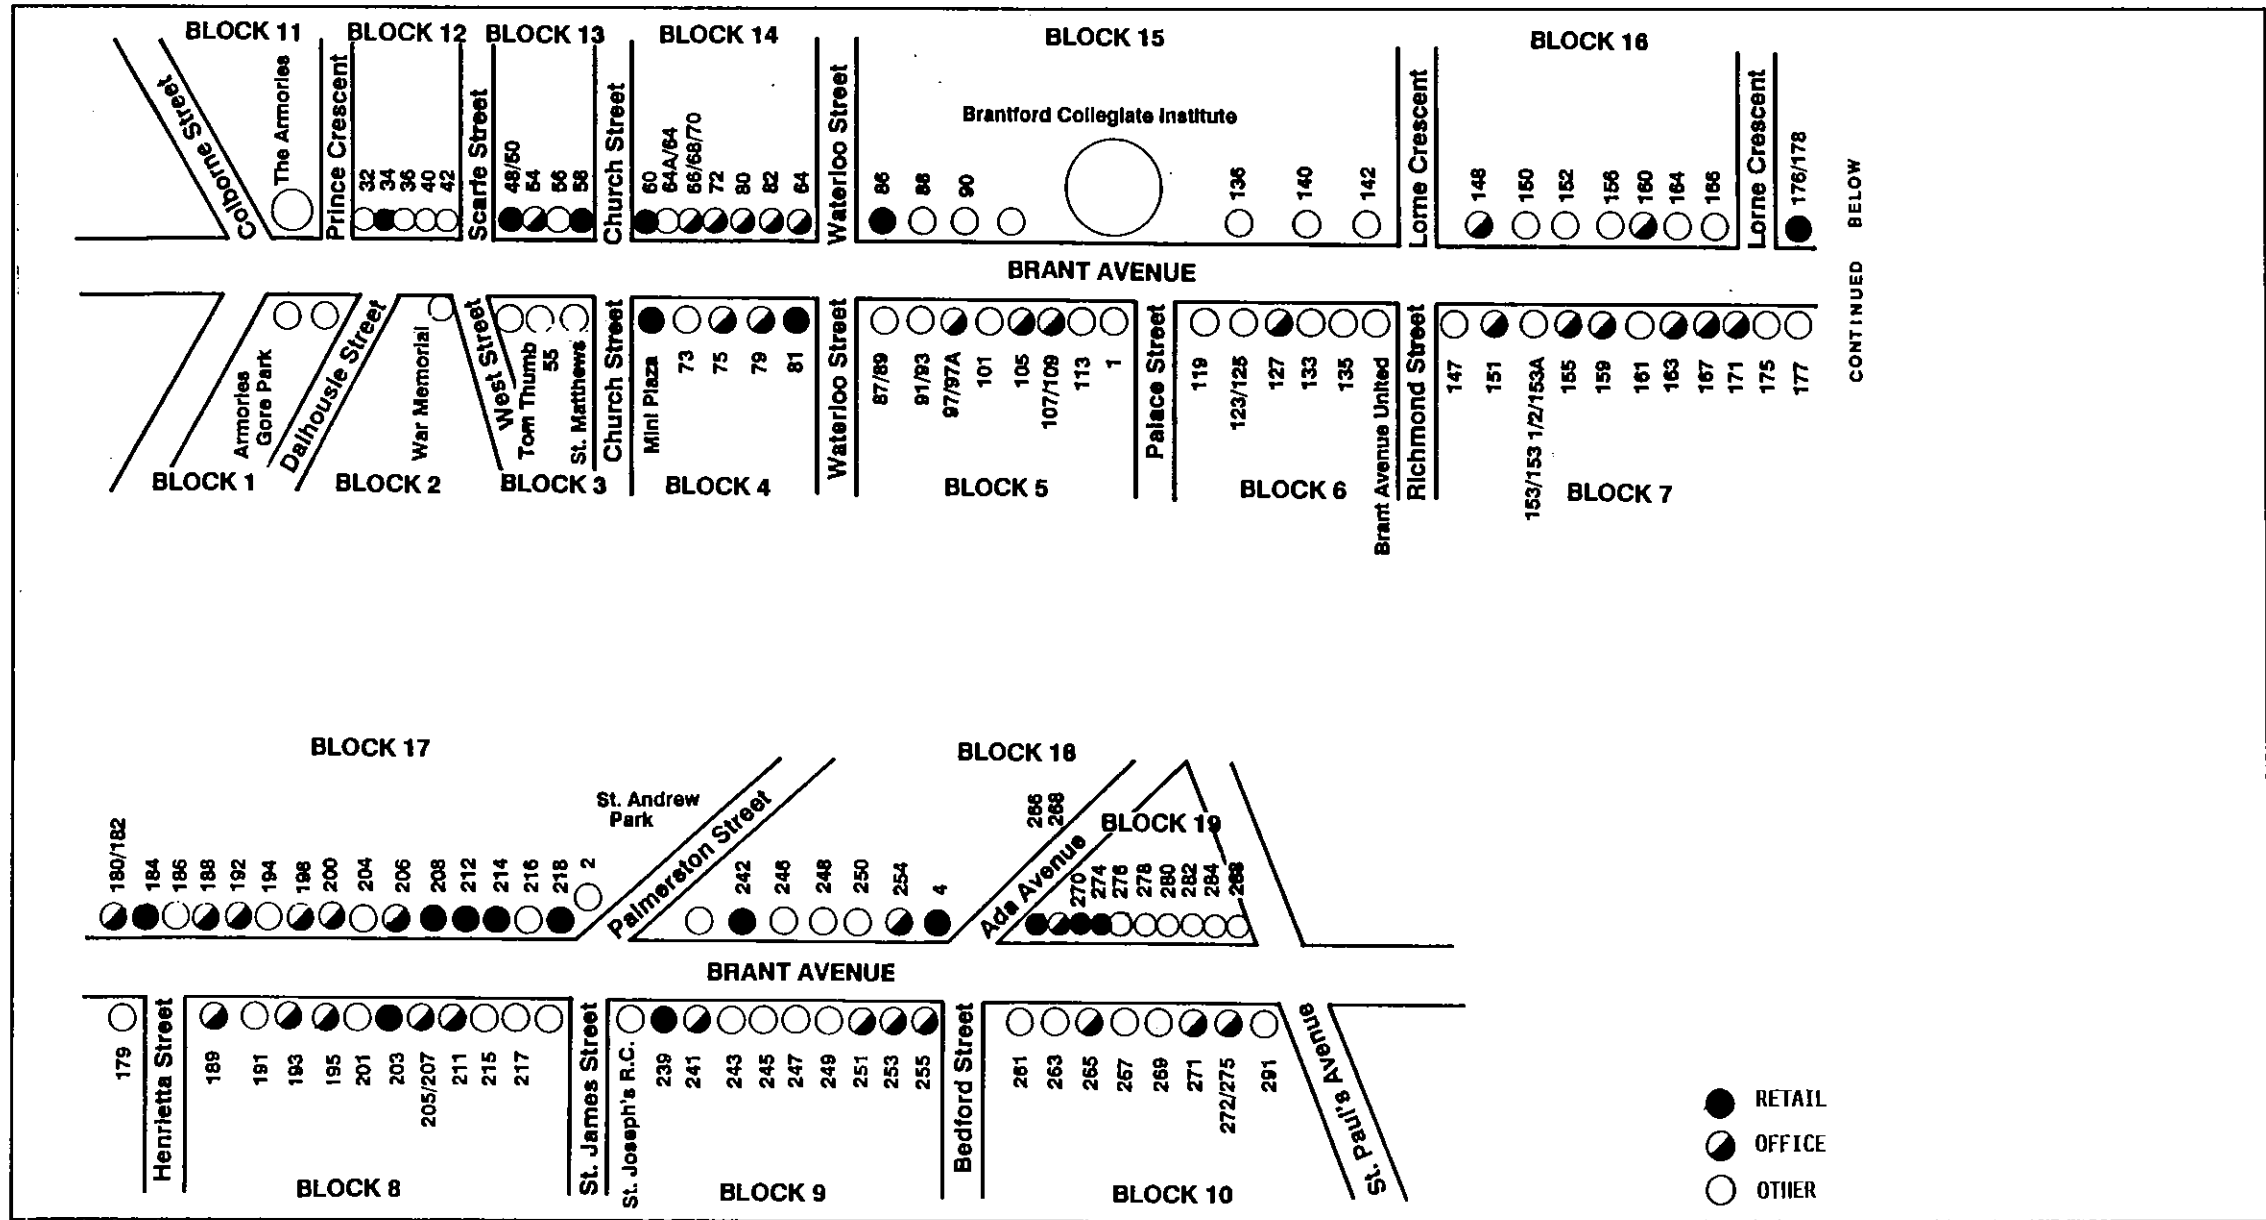 BLOCK 11
BLOCK 12
BLOCK 13
BLOCK 14
BLOCK 15
BLOCK 16
Colborne Street
The Armories
Prince Crescent
32
34
36
40
42
Scarfe Street
48/50
54
56
58
Church Street
60
64A/64
66/68/70
72
80
82
64
Waterloo Street
86
88
90
Brantford Collegiate Institute
136
140
142
Lorne Crescent
148
150
152
156
160
164
166
Lorne Crescent
176/178
CONTINUED BELOW
BRANT AVENUE
Armories
Gore Park
Dalhousie Street
War Memorial
West Street
Tom Thumb
55
St. Matthews
Church Street
Mini Plaza
73
75
79
81
Waterloo Street
87/89
91/93
97/97A
101
105
107/109
113
1
Palace Street
119
123/125
127
133
135
Brant Avenue United
Richmond Street
147
151
153/153 1/2/153A
155
159
161
163
167
171
175
177
BLOCK 1
BLOCK 2
BLOCK 3
BLOCK 4
BLOCK 5
BLOCK 6
BLOCK 7
BLOCK 17
BLOCK 18
BLOCK 19
180/182
184
186
188
192
194
198
200
204
206
208
212
214
216
218
2
St. Andrew
Park
Palmerston Street
242
246
248
250
254
4
Ada Avenue
266
268
270
274
276
278
280
282
284
288
BRANT AVENUE
179
Henrietta Street
189
191
193
195
201
203
205/207
211
215
217
St. James Street
St. Joseph's R.C.
239
241
243
245
247
249
251
253
255
Bedford Street
261
263
265
267
269
271
272/275
291
St. Paul's Avenue
BLOCK 8
BLOCK 9
BLOCK 10
RETAIL
OFFICE
OTHER